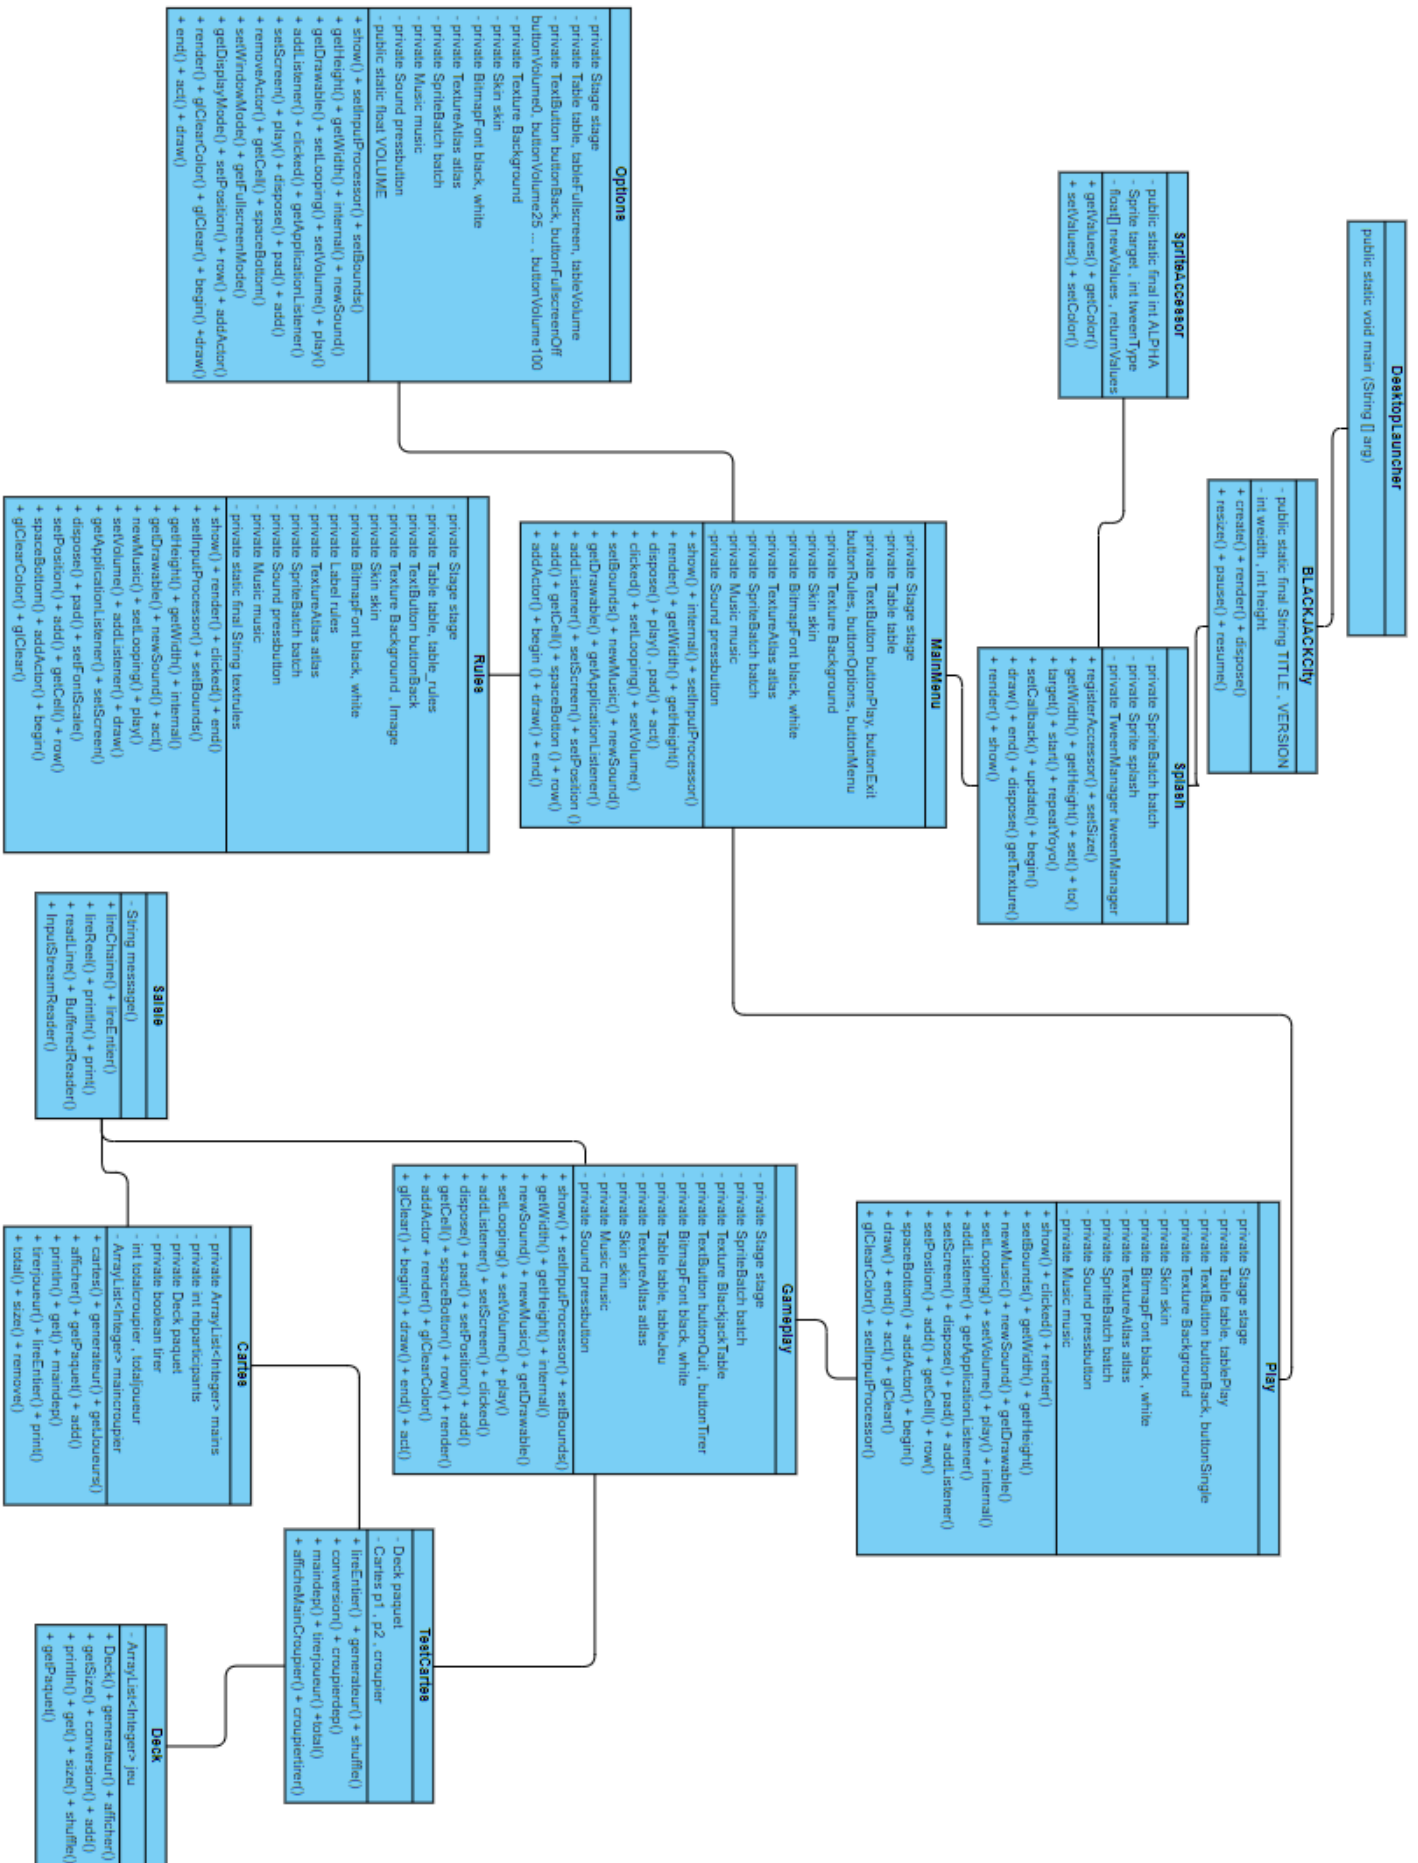 DesktopLauncher
public static void main (String [] arg)
BLACKJACKCity
- public static final String TITLE , VERSION
- int weidth , int height
+ create() + render() + dispose()
+ resize() + pause() + resume()
SpriteAccessor
- public static final int ALPHA
- Sprite target , int tweenType
- float[] newValues , returnValues
+ getValues() + getColor()
+ setValues() + setColor()
Splash
- private SpriteBatch batch
- private Sprite splash
- private TweenManager tweenManager
+ registerAccessor() + setSize()
+ getWidth() + getHeight() + set() + to()
+ target() + start() + repeatYoyo()
+ setCallback() + update() + begin()
+ draw() + end() + dispose() getTexture()
+ render() + show()
MainMenu
- private Stage stage
- private Table table
- private TextButton buttonPlay, buttonExit
buttonRules, buttonOptions, buttonMenu
- private Texture Background
- private Skin skin
- private BitmapFont black, white
- private TextureAtlas atlas
- private SpriteBatch batch
- private Music music
- private Sound pressbutton
+ show() + internal() + setInputProcessor()
+ render() + getWidth() + getHeight()
+ dispose() + play() , pad() + act()
+ clicked() + setLooping() + setVolume()
+ setBounds() + newMusic() + newSound()
+ getDrawable() + getApplicationListener()
+ addListener() + setScreen() + setPosition ()
+ add() + getCell() + spaceBotton () + row()
+ addActor() + begin () + draw() + end()
Options
- private Stage stage
- private Table table, tableFullscreen, tableVolume
- private TextButton buttonBack, buttonFullscreenOff
buttonVolume0, buttonVolume25 ... , buttonVolume100
- private Texture Background
- private Skin skin
- private BitmapFont black, white
- private TextureAtlas atlas
- private SpriteBatch batch
- private Music music
- private Sound pressbutton
- public static float VOLUME
+ show() + setInputProcessor() + setBounds()
+ getHeight() + getWidth() + internal() + newSound()
+ getDrawable() + setLooping() + setVolume() + play()
+ addListener() + clicked() + getApplicationListener()
+ setScreen() + play() + dispose() + pad() + add()
+ removeActor() + getCell() + spaceBottom()
+ setWindowMode() + getFullscreenMode()
+ getDisplayMode() + setPosition() + row() + addActor()
+ render() + glClearColor() + glClear() + begin() +draw()
+ end() + act() + draw()
Rules
- private Stage stage
- private Table table, table_rules
- private TextButton buttonBack
- private Texture Background , Image
- private Skin skin
- private BitmapFont black, white
- private Label rules
- private TextureAtlas atlas
- private SpriteBatch batch
- private Sound pressbutton
- private Music music
- private static final String textrules
+ show() + render() + clicked() + end()
+ setInputProcessor() + setBounds()
+ getHeight() + getWidth() + internal()
+ getDrawable() + newSound() + act()
+ newMusic() + setLooping() + play()
+ setVolume() + addListener() + draw()
+ getApplicationListener() + setScreen()
+ dispose() + pad() + setFontScale()
+ setPosition() + add() + getCell() + row()
+ spaceBottom() + addActor() + begin()
+ glClearColor() + glClear()
Play
- private Stage stage
- private Table table, tablePlay
- private TextButton buttonBack, buttonSingle
- private Texture Background
- private Skin skin
- private BitmapFont black , white
- private TextureAtlas atlas
- private SpriteBatch batch
- private Sound pressbutton
- private Music music
+ show() + clicked() + render()
+ setBounds() + getWidth() + getHeight()
+ newMusic() + newSound() + getDrawable()
+ setLooping() + setVolume() + play() + internal()
+ addListener() + getApplicationListener()
+ setScreen() + dispose() + pad() + addListener()
+ setPostion() + add() + getCell() + row()
+ spaceBottom() + addActor() + begin()
+ draw() + end() + act() + glClear()
+ glClearColor() + setInputProcessor()
Gameplay
- private Stage stage
- private SpriteBatch batch
- private Texture BlackjackTable
- private TextButton buttonQuit , buttonTirer
- private BitmapFont black, white
- private Table table, tableJeu
- private TextureAtlas atlas
- private Skin skin
- private Music music
- private Sound pressbutton
+ show() + setInputProcessor() + setBounds()
+ getWidth() + getHeight() + internal()
+ newSound() + newMusic() + getDrawable()
+ setLooping() + setVolume() + play()
+ addListener() + setScreen() + clicked()
+ dispose() + pad() + setPosition() + add()
+ getCell() + spaceBotton() + row() + render()
+ addActor + render() + glClearColor()
+ glClear() + begin() + draw() + end() + act()
Saisie
- String message()
+ lireChaine() + lireEntier()
+ lireReel() + println() + print()
+ readLine() + BufferedReader()
+ InputStreamReader()
Cartes
- private ArrayList<Integer> mains
- private int nbparticipants
- private Deck paquet
- private boolean tirer
- int totalcroupier , totaljoueur
- ArrayList<Integer> maincroupier
+ cartes() + generateur() + getJoueurs()
+ afficher() + getPaquet() + add()
+ println() + get() + maindep()
+ tirerjoueur() + lireEntier() + print()
+ total() + size() + remove()
TestCartes
- Deck paquet
- Cartes p1 , p2 , croupier
+ lireEntier() + generateur() + shuffle()
+ conversion() + croupierdep()
+ maindep() + tirerjoueur() +total()
+ afficheMainCroupier() + croupiertirer()
Deck
- ArrayList<Integer> jeu
+ Deck() + generateur() + afficher()
+ getSize() + conversion() + add()
+ println() + get() + size() + shuffle()
+ getPaquet()